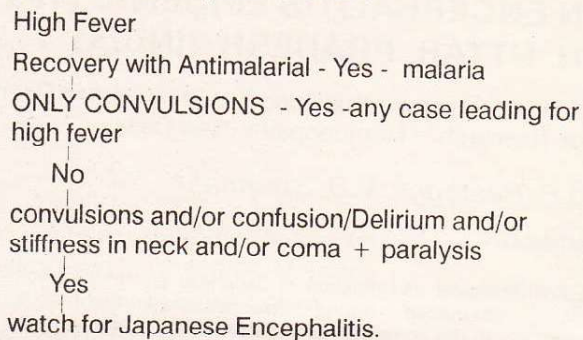 High Fever
Recovery with Antimalarial - Yes - malaria
ONLY CONVULSIONS - Yes -any case leading for
high fever
No
convulsions and/or confusion/Delirium and/or
stiffness in neck and/or coma + paralysis
Yes
watch for Japanese Encephalitis.